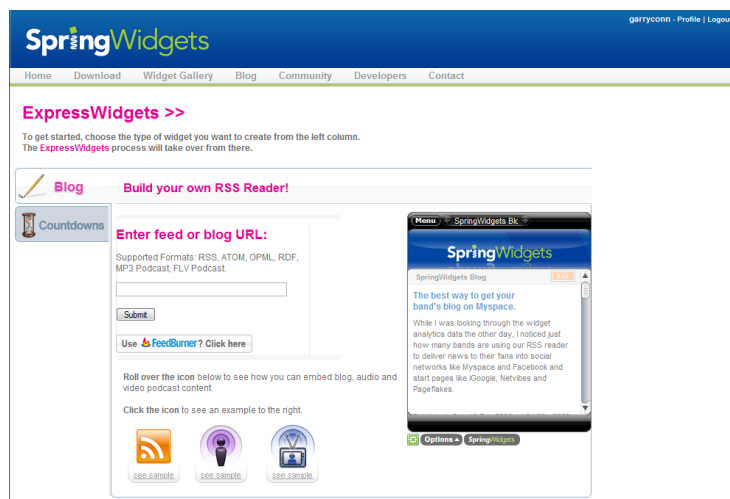 garryconn - Profile | Logou
SpringWidgets
Home Download Widget Gallery Blog Community Developers Contact
ExpressWidgets >>
To get started, choose the type of widget you want to create from the left column.
The ExpressWidgets process will take over from there.
Blog
Build your own RSS Reader!
Countdowns
Enter feed or blog URL:
Supported Formats: RSS, ATOM, OPML, RDF,
MP3 Podcast, FLV Podcast.
Submit
Use FeedBurner? Click here
Roll over the icon below to see how you can embed blog, audio and
video podcast content.
Click the icon to see an example to the right.
see sample see sample see sample
Menu SpringWidgets Blc
SpringWidgets
SpringWidgets Blog
The best way to get your
band's blog on Myspace.
While I was looking through the widget
analytics data the other day, I noticed just
how many bands are using our RSS reader
to deliver news to their fans into social
networks like Myspace and Facebook and
start pages like iGoogle, Netvibes and
Pageflakes.
Options SpringWidgets